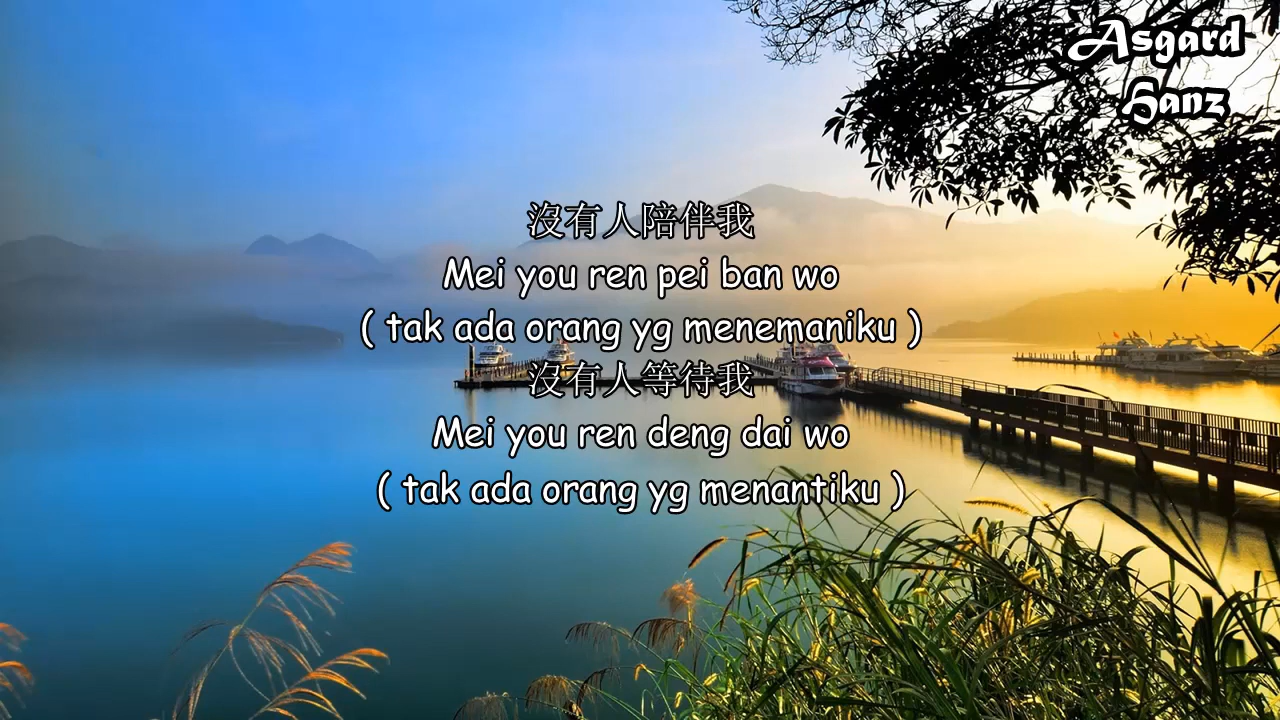 Asgard
Hanz
沒有人陪伴我
Mei you ren pei ban wo
( tak ada orang yg menemaniku )
沒有人等待我
Mei you ren deng dai wo
( tak ada orang yg menantiku )